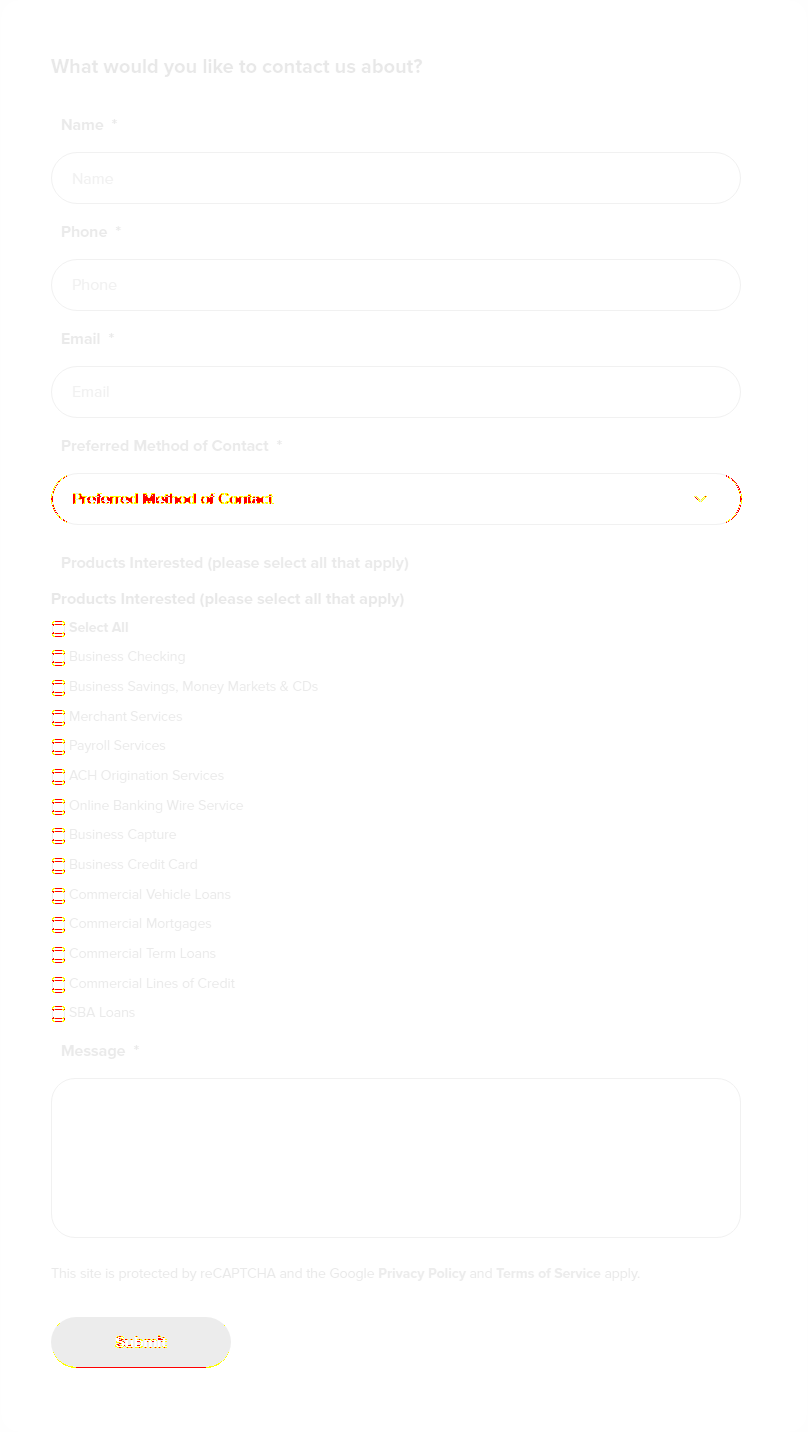 What would you like to contact us about?
Name *
Name
Phone *
Phone
Email *
Email
Preferred Method of Contact *
Preferred Method of Contact
Products Interested (please select all that apply)
Products Interested (please select all that apply)
Select All
Business Checking
Business Savings, Money Markets & CDs
Merchant Services
Payroll Services
ACH Origination Services
Online Banking Wire Service
Business Capture
Business Credit Card
Commercial Vehicle Loans
Commercial Mortgages
Commercial Term Loans
Commercial Lines of Credit
SBA Loans
Message *
This site is protected by reCAPTCHA and the Google Privacy Policy and Terms of Service apply.
Submit